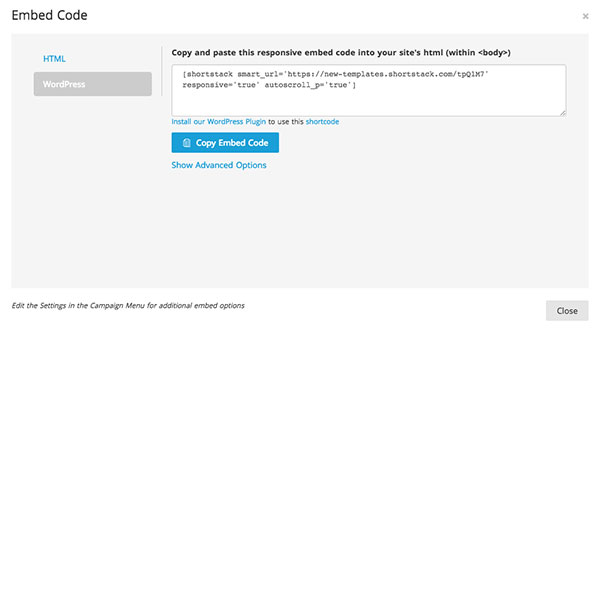 Embed Code
×
HTML
WordPress
Copy and paste this responsive embed code into your site's html (within <body>)
[shortstack smart_url='https://new-templates.shortstack.com/tpQ1M7'
responsive='true' autoscroll_p='true']
Install our WordPress Plugin to use this shortcode
Copy Embed Code
Show Advanced Options
Edit the Settings in the Campaign Menu for additional embed options
Close